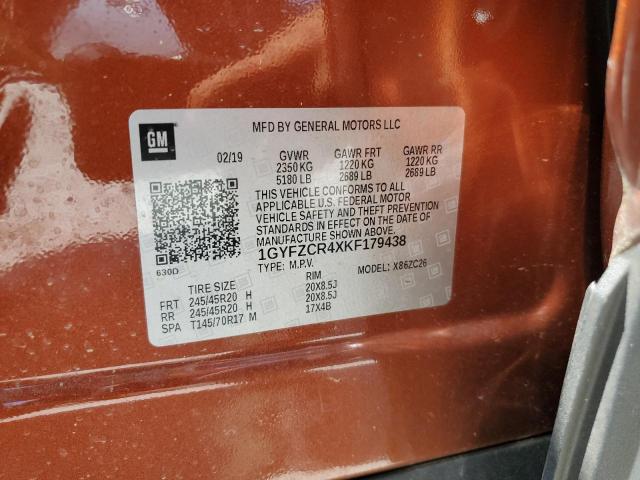 GM
MFD BY GENERAL MOTORS LLC
02/19 GVWR GAWR FRT GAWR RR
2350 KG 1220 KG 1220 KG
5180 LB 2689 LB 2689 LB
THIS VEHICLE CONFORMS TO ALL
APPLICABLE U.S. FEDERAL MOTOR
VEHICLE SAFETY AND THEFT PREVENTION
STANDARDS IN EFFECT ON THE DATE OF
MANUFACTURE SHOWN ABOVE.
1GYFZCR4XKF179438
630D
TYPE: M.P.V. MODEL: X86ZC26
TIRE SIZE RIM
FRT 245/45R20 H 20X8.5J
RR 245/45R20 H 20X8.5J
SPA T145/70R17 M 17X4B